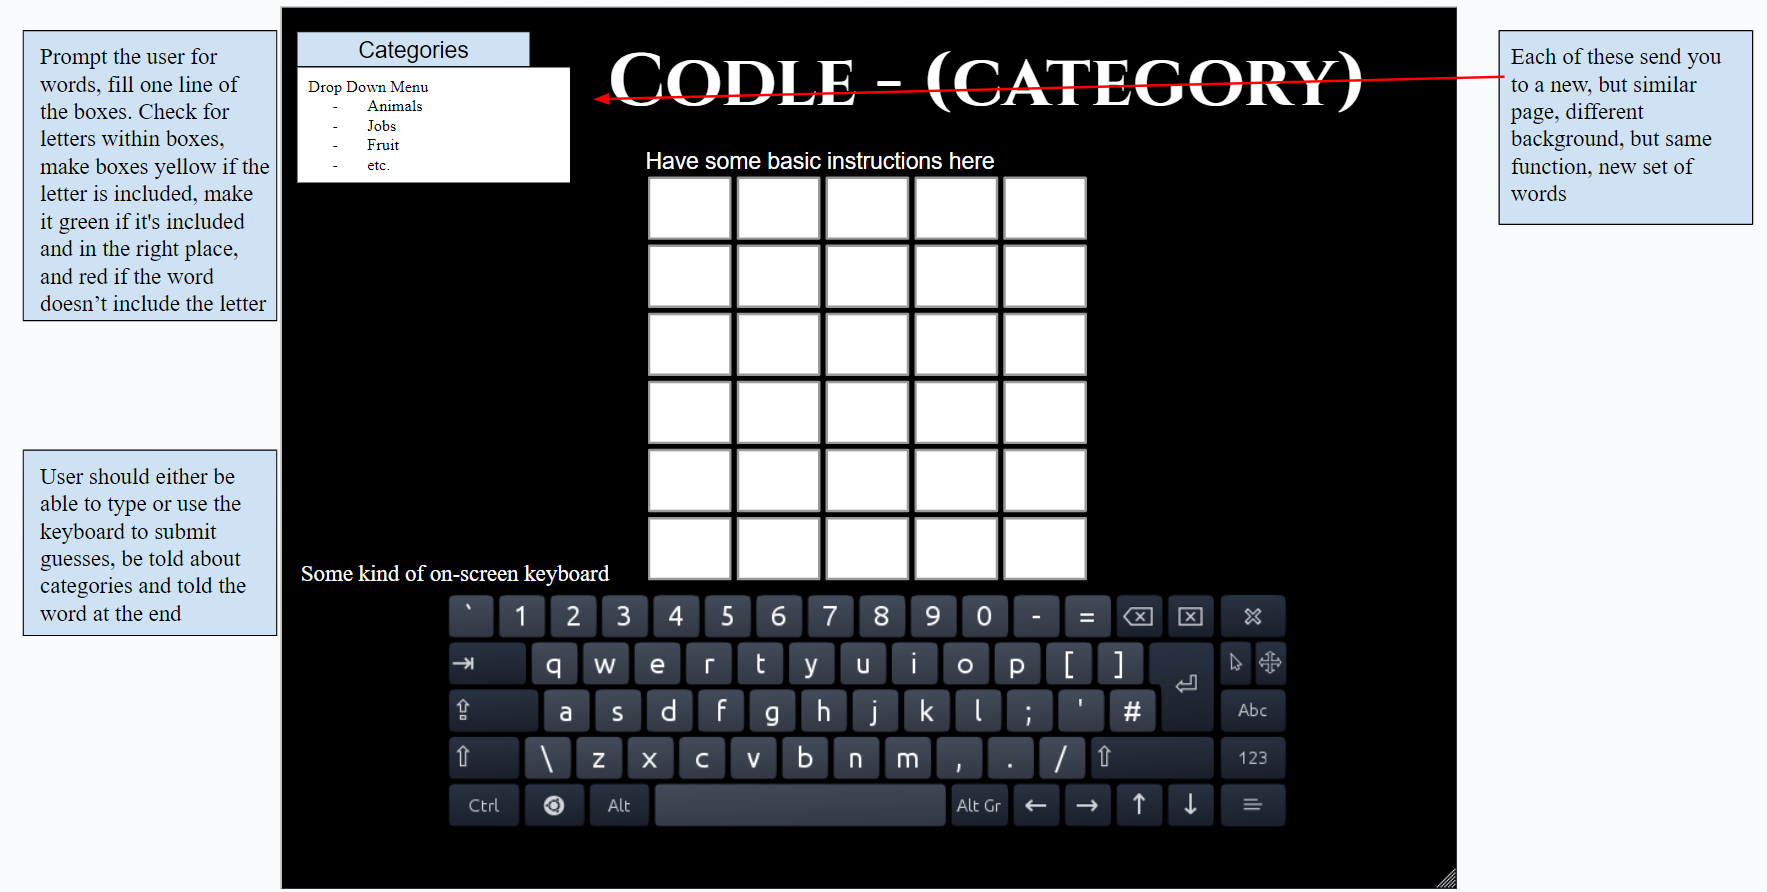 Prompt the user for
words, fill one line of
the boxes. Check for
letters within boxes,
make boxes yellow if the
letter is included, make
it green if it's included
and in the right place,
and red if the word
doesn’t include the letter
User should either be
able to type or use the
keyboard to submit
guesses, be told about
categories and told the
word at the end
Categories
Drop Down Menu
- Animals
- Jobs
- Fruit
- etc.
CODLE - (CATEGORY)
Each of these send you
to a new, but similar
page, different
background, but same
function, new set of
words
Have some basic instructions here
Some kind of on-screen keyboard
` 1 2 3 4 5 6 7 8 9 0 - =
q w e r t y u i o p [ ]
a s d f g h j k l ; ' # Abc
\ z x c v b n m , . / 123
Ctrl Alt Alt Gr ← → ↑ ↓